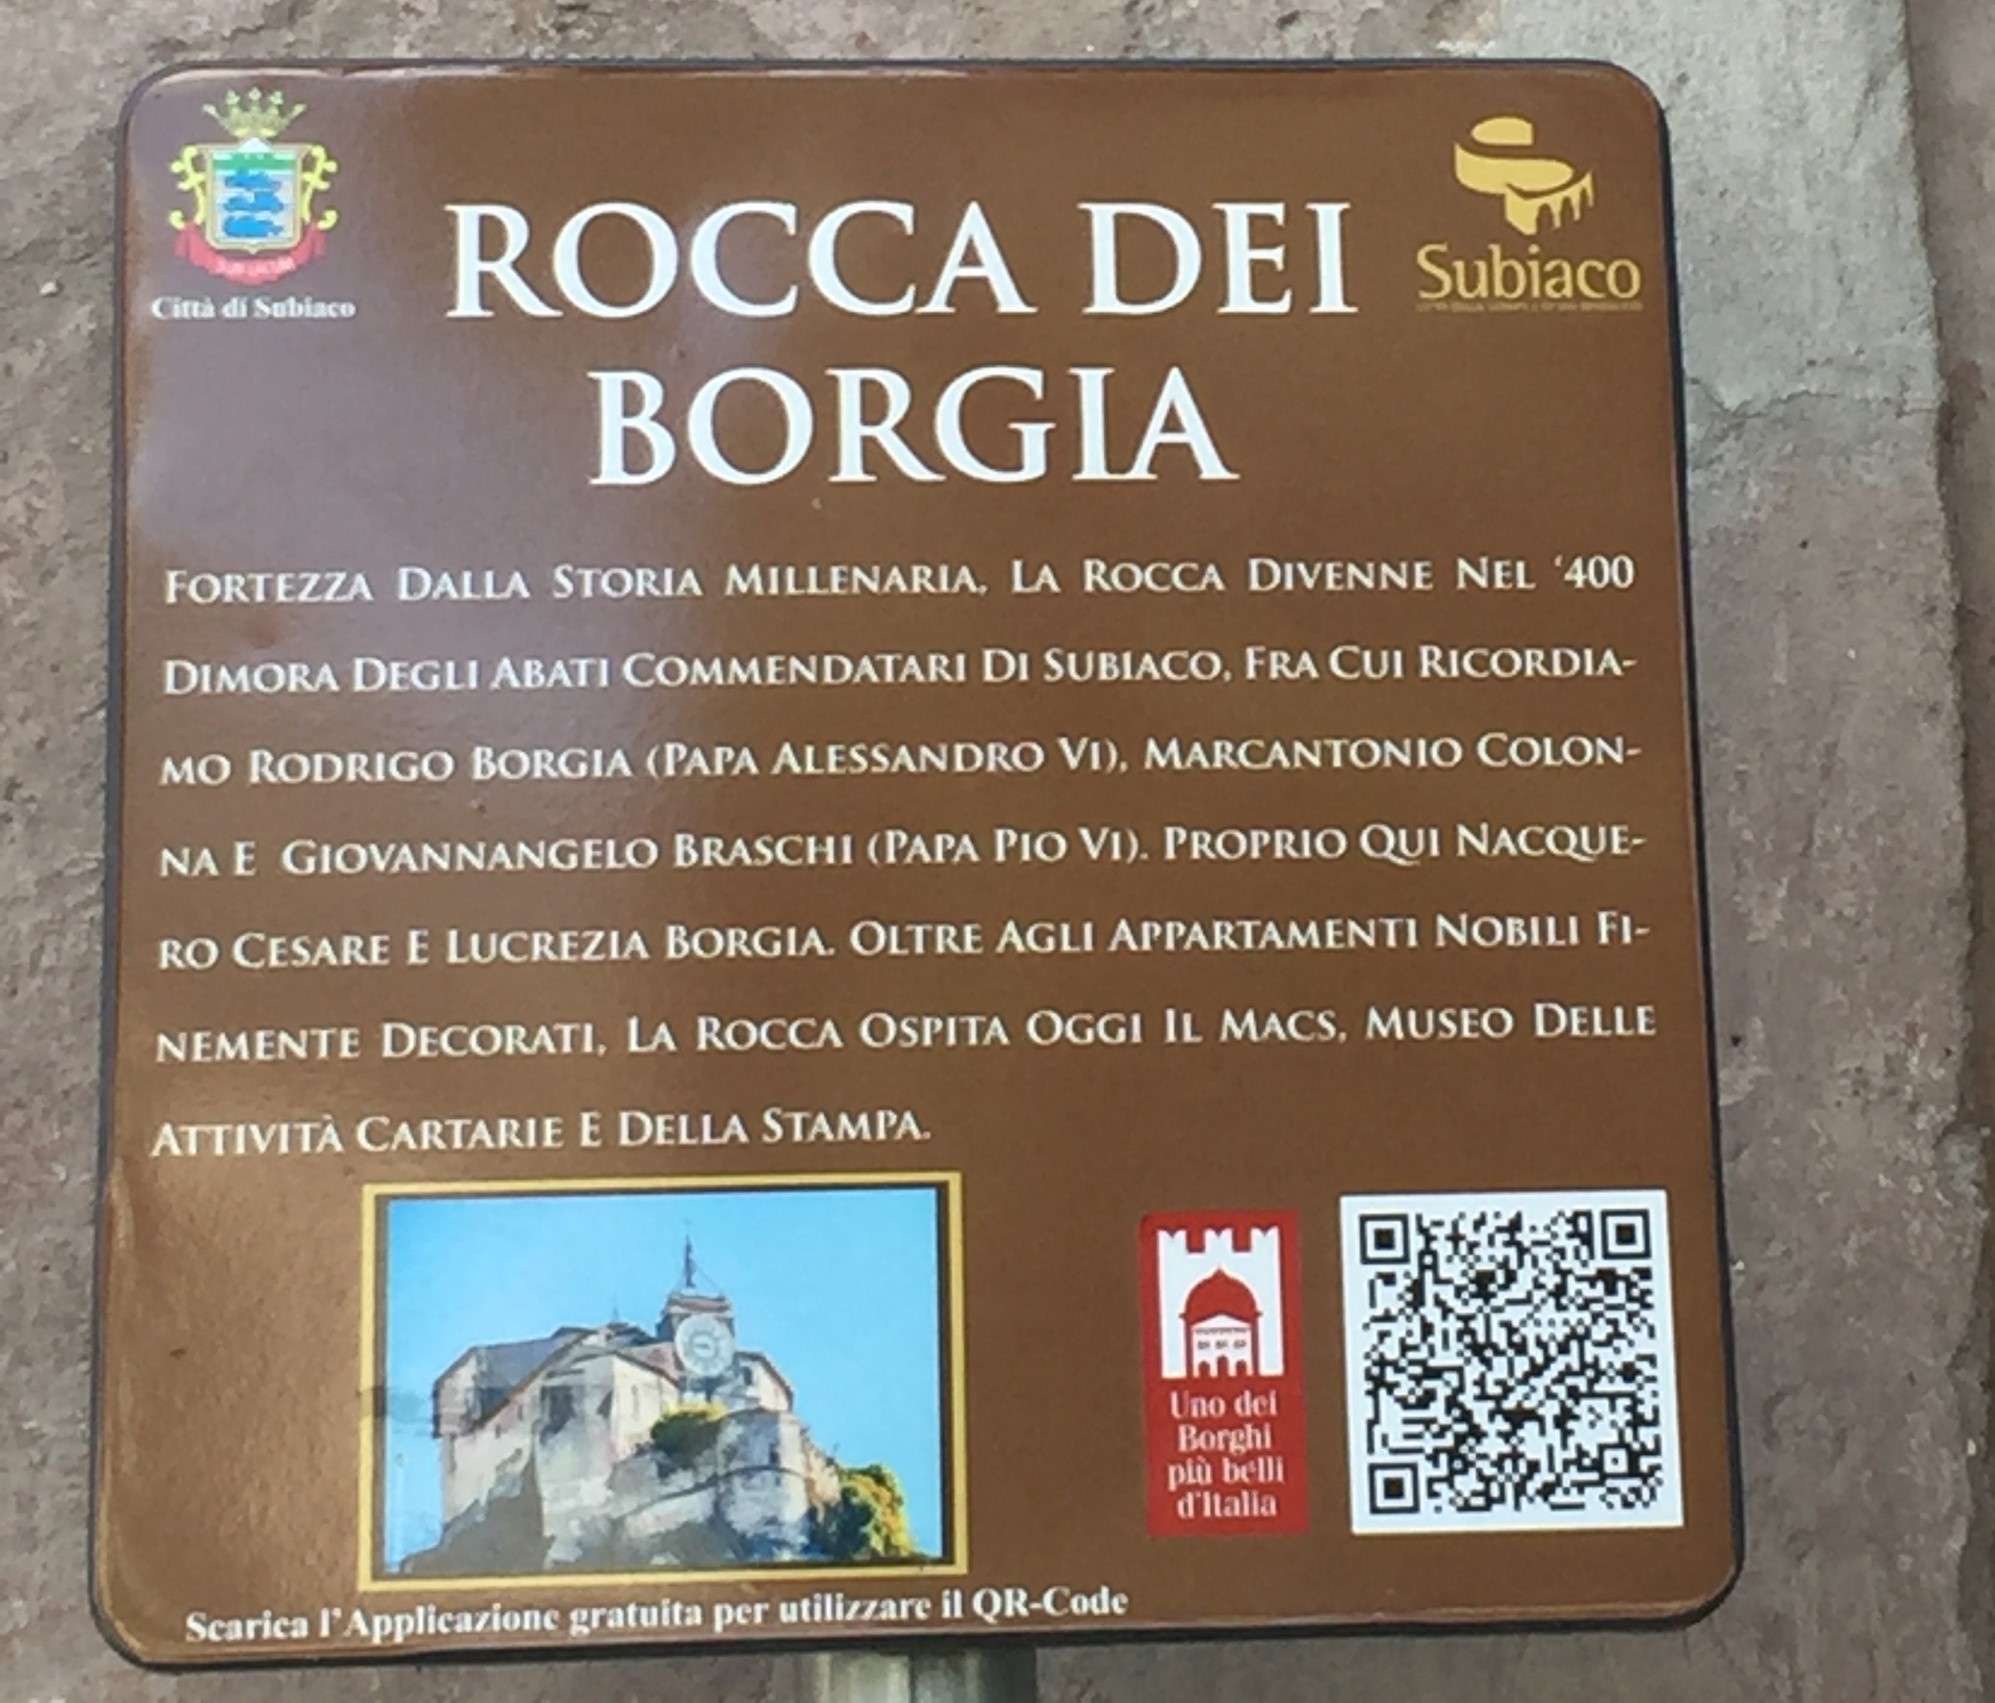 Città di Subiaco
Subiaco
ROCCA DEI
BORGIA
FORTEZZA DALLA STORIA MILLENARIA, LA ROCCA DIVENNE NEL ‘400
DIMORA DEGLI ABATI COMMENDATARI DI SUBIACO, FRA CUI RICORDIA-
MO RODRIGO BORGIA (PAPA ALESSANDRO VI), MARCANTONIO COLON-
NA E GIOVANNANGELO BRASCHI (PAPA PIO VI). PROPRIO QUI NACQUE-
RO CESARE E LUCREZIA BORGIA. OLTRE AGLI APPARTAMENTI NOBILI FI-
NEMENTE DECORATI, LA ROCCA OSPITA OGGI IL MACS, MUSEO DELLE
ATTIVITÀ CARTARIE E DELLA STAMPA.
Uno dei
Borghi
più belli
d'Italia
Scarica l'Applicazione gratuita per utilizzare il QR-Code